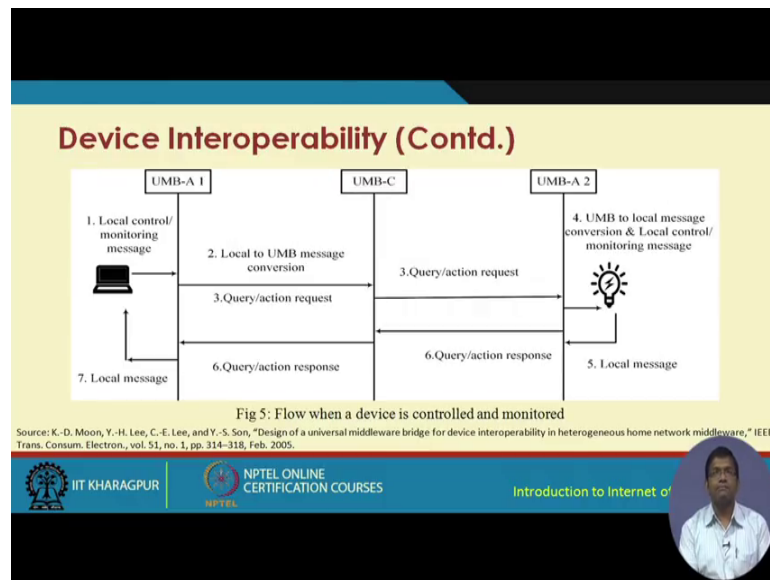 Device Interoperability (Contd.)
UMB-A 1
UMB-C
UMB-A 2
1. Local control/
monitoring
message
2. Local to UMB message
conversion
3.Query/action request
3.Query/action request
4. UMB to local message
conversion & Local control/
monitoring message
7. Local message
6.Query/action response
6.Query/action response
5. Local message
Fig 5: Flow when a device is controlled and monitored
Source: K.-D. Moon, Y.-H. Lee, C.-E. Lee, and Y.-S. Son, "Design of a universal middleware bridge for device interoperability in heterogeneous home network middleware," IEEE
Trans. Consum. Electron., vol. 51, no. 1, pp. 314–318, Feb. 2005.
IIT KHARAGPUR
NPTEL
NPTEL ONLINE
CERTIFICATION COURSES
Introduction to Internet of